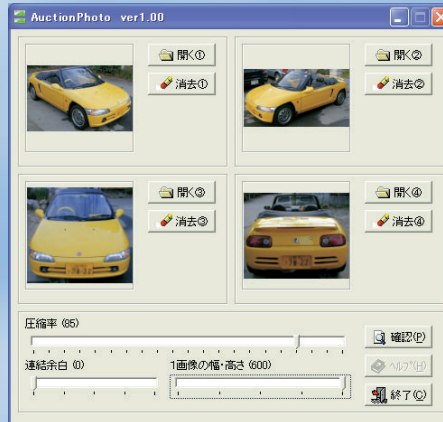 AuctionPhoto ver1.00
開く①
消去①
開く②
消去②
開く③
消去③
開く④
消去④
圧縮率 (85)
確認(P)
連結余白 (0)
1画像の幅・高さ (600)
ヘルプ(H)
終了(C)